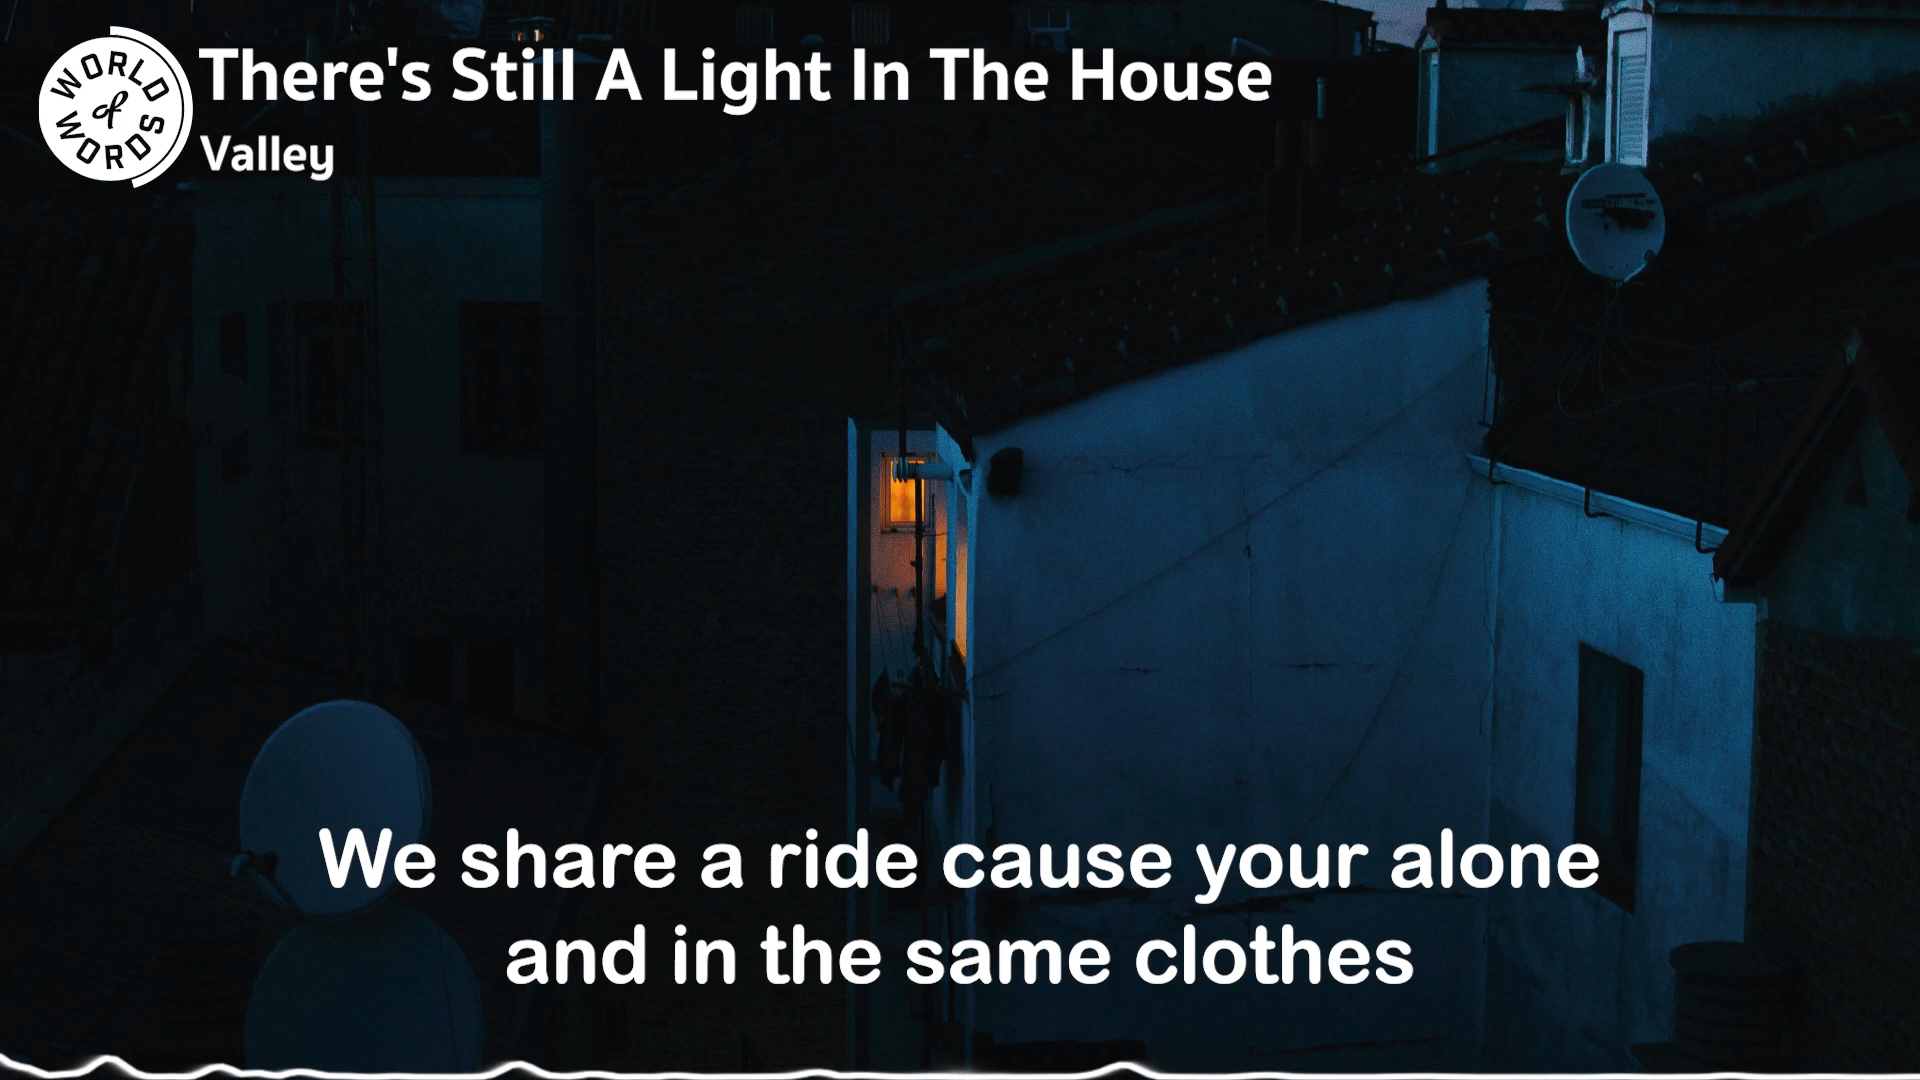 WORLD
of
WORDS
There's Still A Light In The House
Valley
We share a ride cause your alone
and in the same clothes